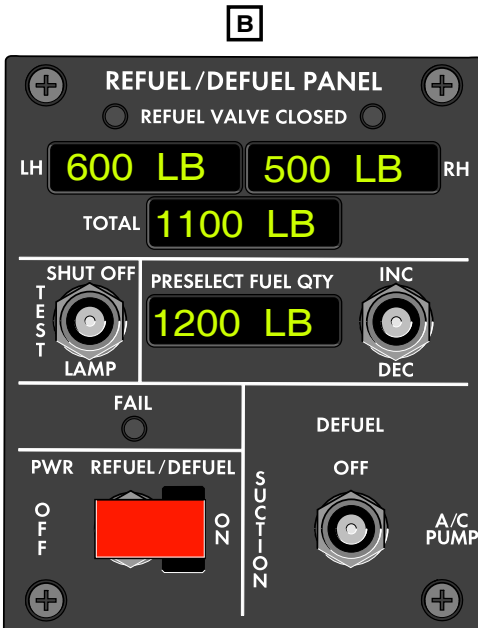 B
REFUEL/DEFUEL PANEL
REFUEL VALVE CLOSED
LH 600 LB 500 LB RH
TOTAL 1100 LB
TEST
SHUT OFF
LAMP
PRESELECT FUEL QTY
1200 LB
INC
DEC
FAIL
PWR REFUEL/DEFUEL
OFF
ON
DEFUEL
SUCTION
OFF
A/C
PUMP